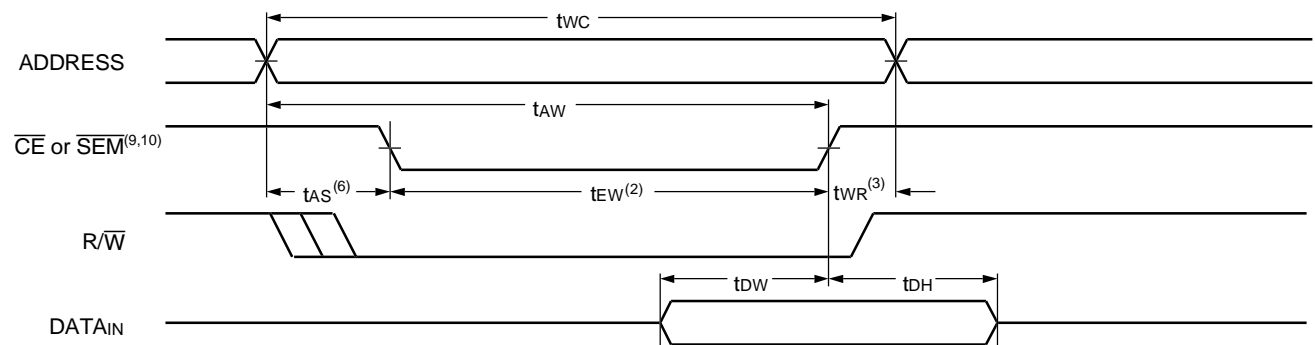 tWC
ADDRESS
tAW
CE or SEM(9,10)
tAS(6) tEW(2) tWR(3)
R/W
tDW tDH
DATAIN